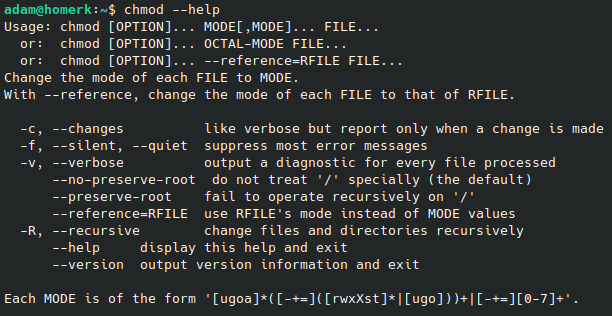 adam@homerk:~$ chmod --help
Usage: chmod [OPTION]... MODE[,MODE]... FILE...
  or:  chmod [OPTION]... OCTAL-MODE FILE...
  or:  chmod [OPTION]... --reference=RFILE FILE...
Change the mode of each FILE to MODE.
With --reference, change the mode of each FILE to that of RFILE.

  -c, --changes          like verbose but report only when a change is made
  -f, --silent, --quiet  suppress most error messages
  -v, --verbose          output a diagnostic for every file processed
      --no-preserve-root  do not treat '/' specially (the default)
      --preserve-root    fail to operate recursively on '/'
      --reference=RFILE  use RFILE's mode instead of MODE values
  -R, --recursive        change files and directories recursively
      --help     display this help and exit
      --version  output version information and exit

Each MODE is of the form '[ugoa]*([-+=]([rwxXst]*|[ugo]))+|[-+=][0-7]+'.